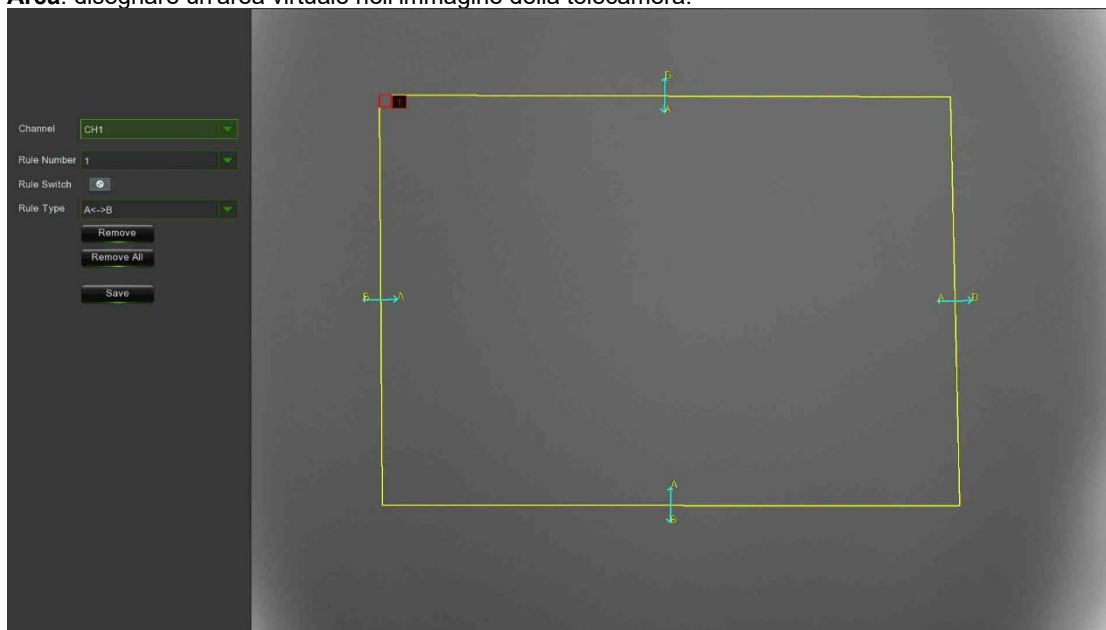 Area: disegnare un'area virtuale nell'immagine della telecamera.
B
1
A
Channel CH1
Rule Number 1
Rule Switch
Rule Type A<->B
Remove
Remove All
Save
B A
A B
A
B